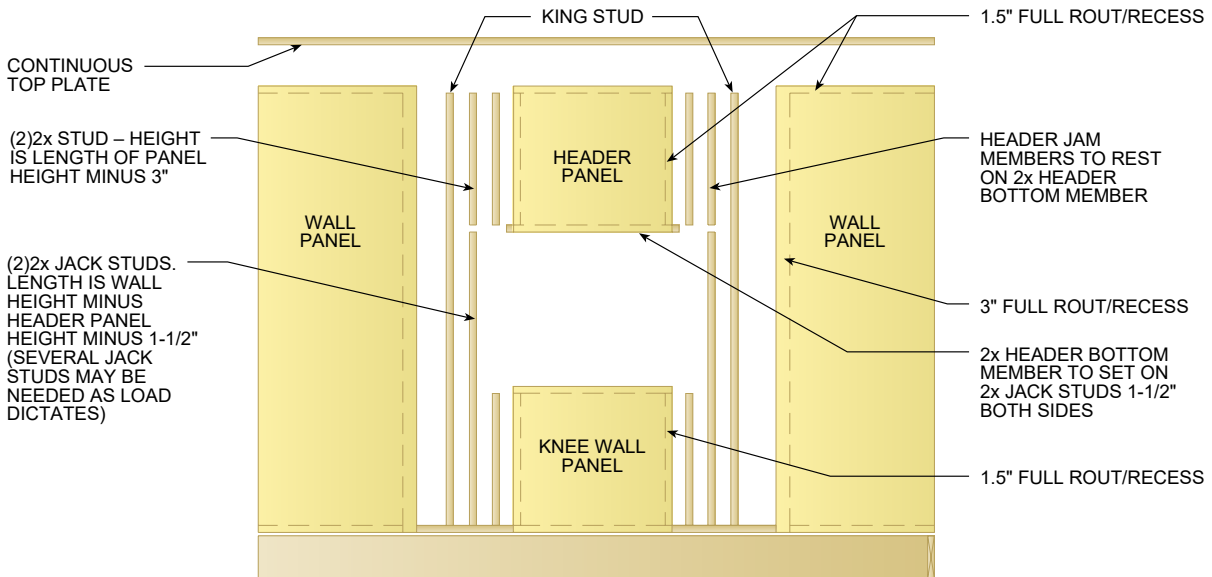 KING STUD
1.5" FULL ROUT/RECESS
CONTINUOUS
TOP PLATE
(2)2x STUD – HEIGHT
IS LENGTH OF PANEL
HEIGHT MINUS 3"
HEADER
PANEL
HEADER JAM
MEMBERS TO REST
ON 2x HEADER
BOTTOM MEMBER
WALL
PANEL
WALL
PANEL
(2)2x JACK STUDS.
LENGTH IS WALL
HEIGHT MINUS
HEADER PANEL
HEIGHT MINUS 1-1/2"
(SEVERAL JACK
STUDS MAY BE
NEEDED AS LOAD
DICTATES)
3" FULL ROUT/RECESS
2x HEADER BOTTOM
MEMBER TO SET ON
2x JACK STUDS 1-1/2"
BOTH SIDES
KNEE WALL
PANEL
1.5" FULL ROUT/RECESS